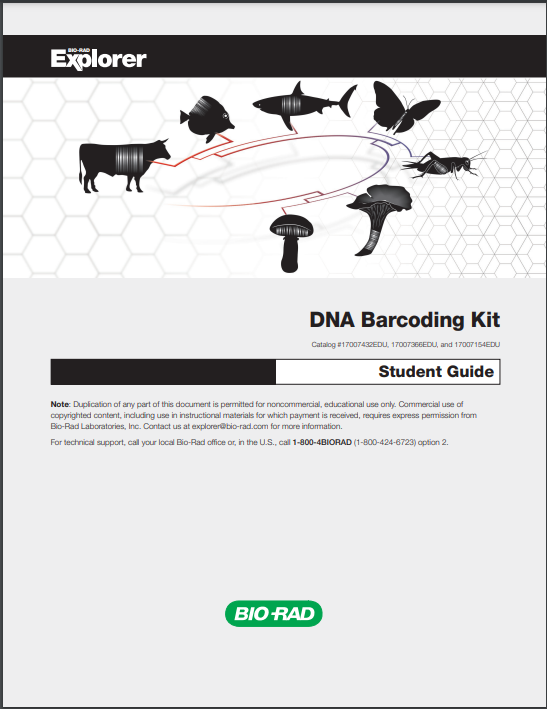 BIO-RAD
Explorer
DNA Barcoding Kit
Catalog #17007432EDU, 17007366EDU, and 17007154EDU
Student Guide
Note: Duplication of any part of this document is permitted for noncommercial, educational use only. Commercial use of
copyrighted content, including use in instructional materials for which payment is received, requires express permission from
Bio-Rad Laboratories, Inc. Contact us at explorer@bio-rad.com for more information.
For technical support, call your local Bio-Rad office or, in the U.S., call 1-800-4BIORAD (1-800-424-6723) option 2.
BIO-RAD